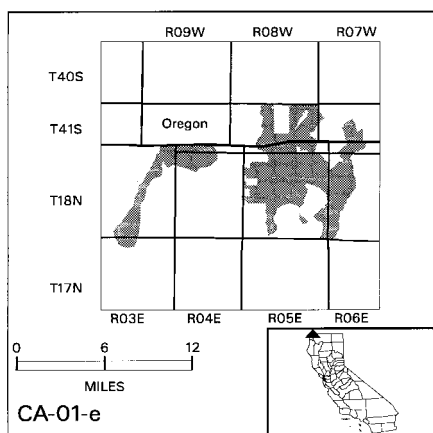 R09W R08W R07W
T40S
T41S
Oregon
T18N
T17N
R03E R04E R05E R06E
0 6 12
MILES
CA-01-e